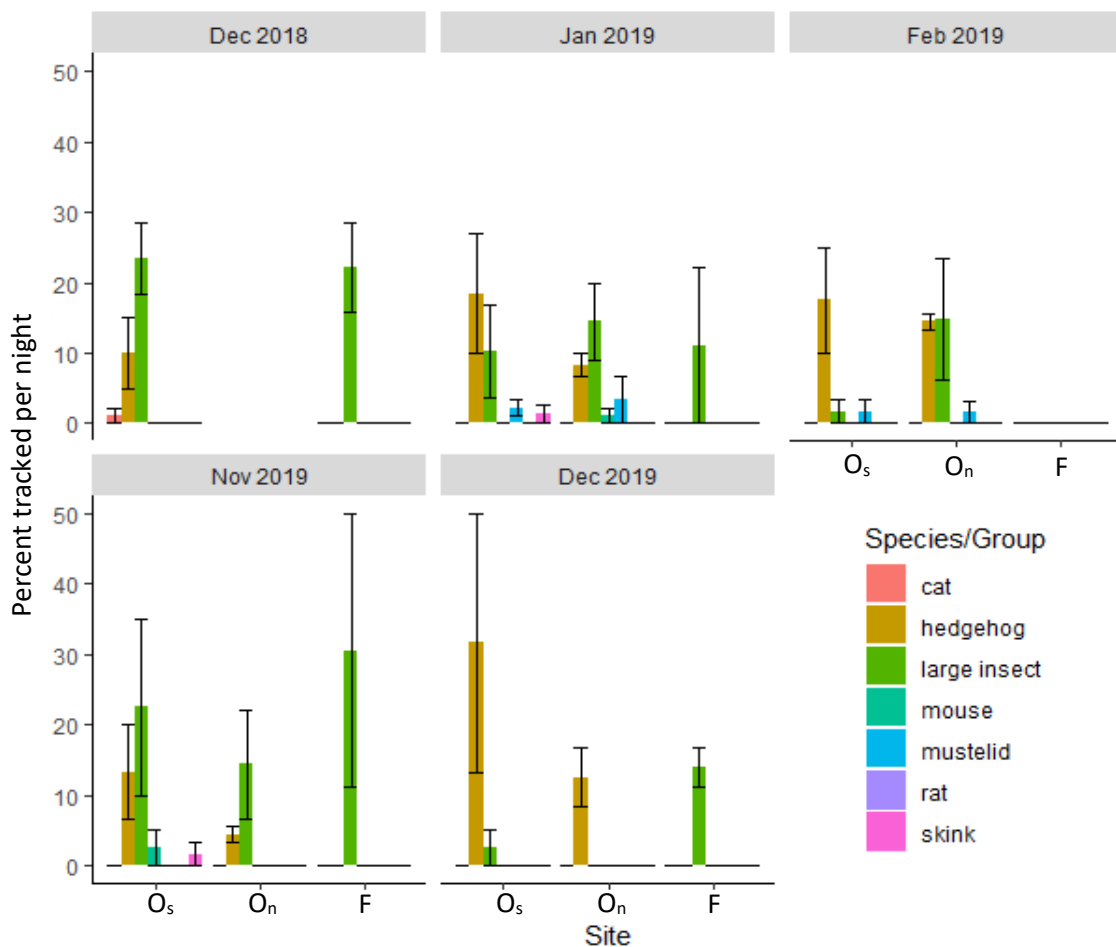 Dec 2018
Jan 2019
Feb 2019
50
40
30
20
10
0
Os
On
F
Percent tracked per night
Nov 2019
Dec 2019
50
40
30
20
10
0
Os
On
F
Os
On
F
Site
Species/Group
cat
hedgehog
large insect
mouse
mustelid
rat
skink